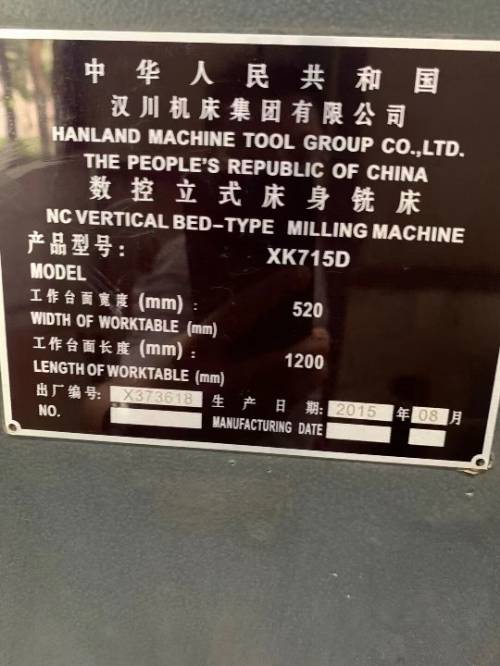 中华人民共和国
汉川机床集团有限公司
HANLAND MACHINE TOOL GROUP CO.,LTD.
THE PEOPLE'S REPUBLIC OF CHINA
数控立式床身铣床
NC VERTICAL BED-TYPE MILLING MACHINE
产品型号: XK715D
MODEL
工作台面宽度 (mm): 520
WIDTH OF WORKTABLE (mm)
工作台面长度 (mm): 1200
LENGTH OF WORKTABLE (mm)
出厂编号: X373618 生产日期: 2015 年 08 月
NO. MANUFACTURING DATE